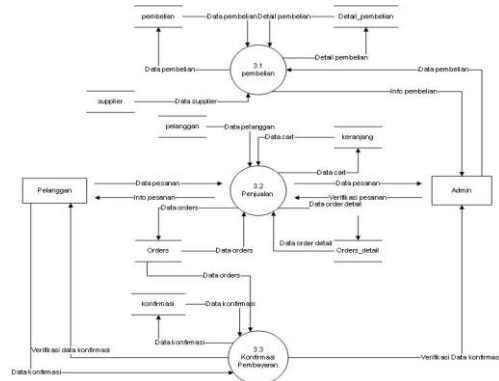 pembelian
Data pembelian
Detail pembelian
Detail_pembelian
3.1
pembelian
Data pembelian
Detail pembelian
Data pembelian
Info pembelian
supplier
Data supplier
pelanggan
Data pelanggan
keranjang
Data cart
Data cart
Pelanggan
Data pesanan
Info pesanan
3.2
Penjualan
Data pesanan
Verifikasi pesanan
Admin
Data orders
Data order detail
Orders
Data orders
Data order detail
Orders_detail
Data orders
konfirmasi
Data konfirmasi
Data konfirmasi
3.3
Konfirmasi
Pembayaran
Verifikasi data konfirmasi
Data konfirmasi
Verifikasi Data konfirmasi